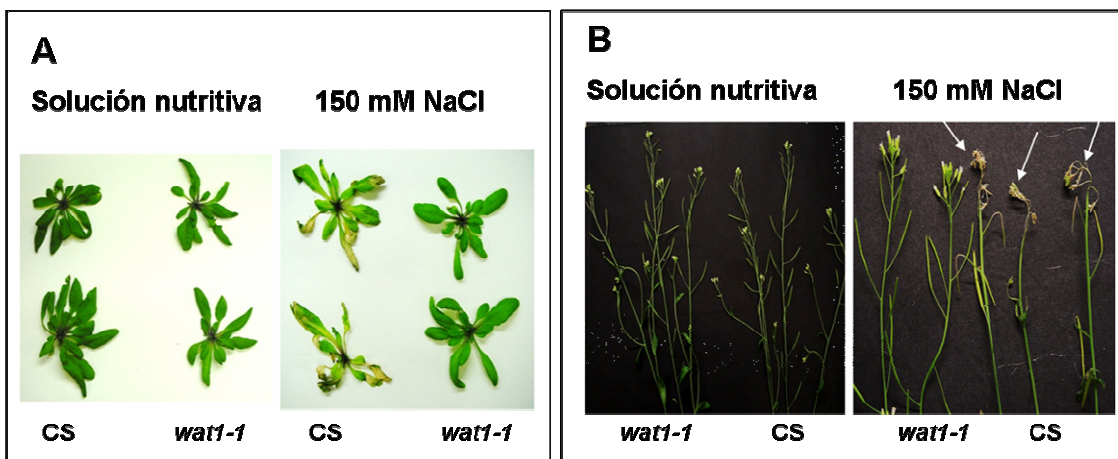 A
Solución nutritiva 150 mM NaCl
CS wat1-1 CS wat1-1
B
Solución nutritiva 150 mM NaCl
wat1-1 CS wat1-1 CS